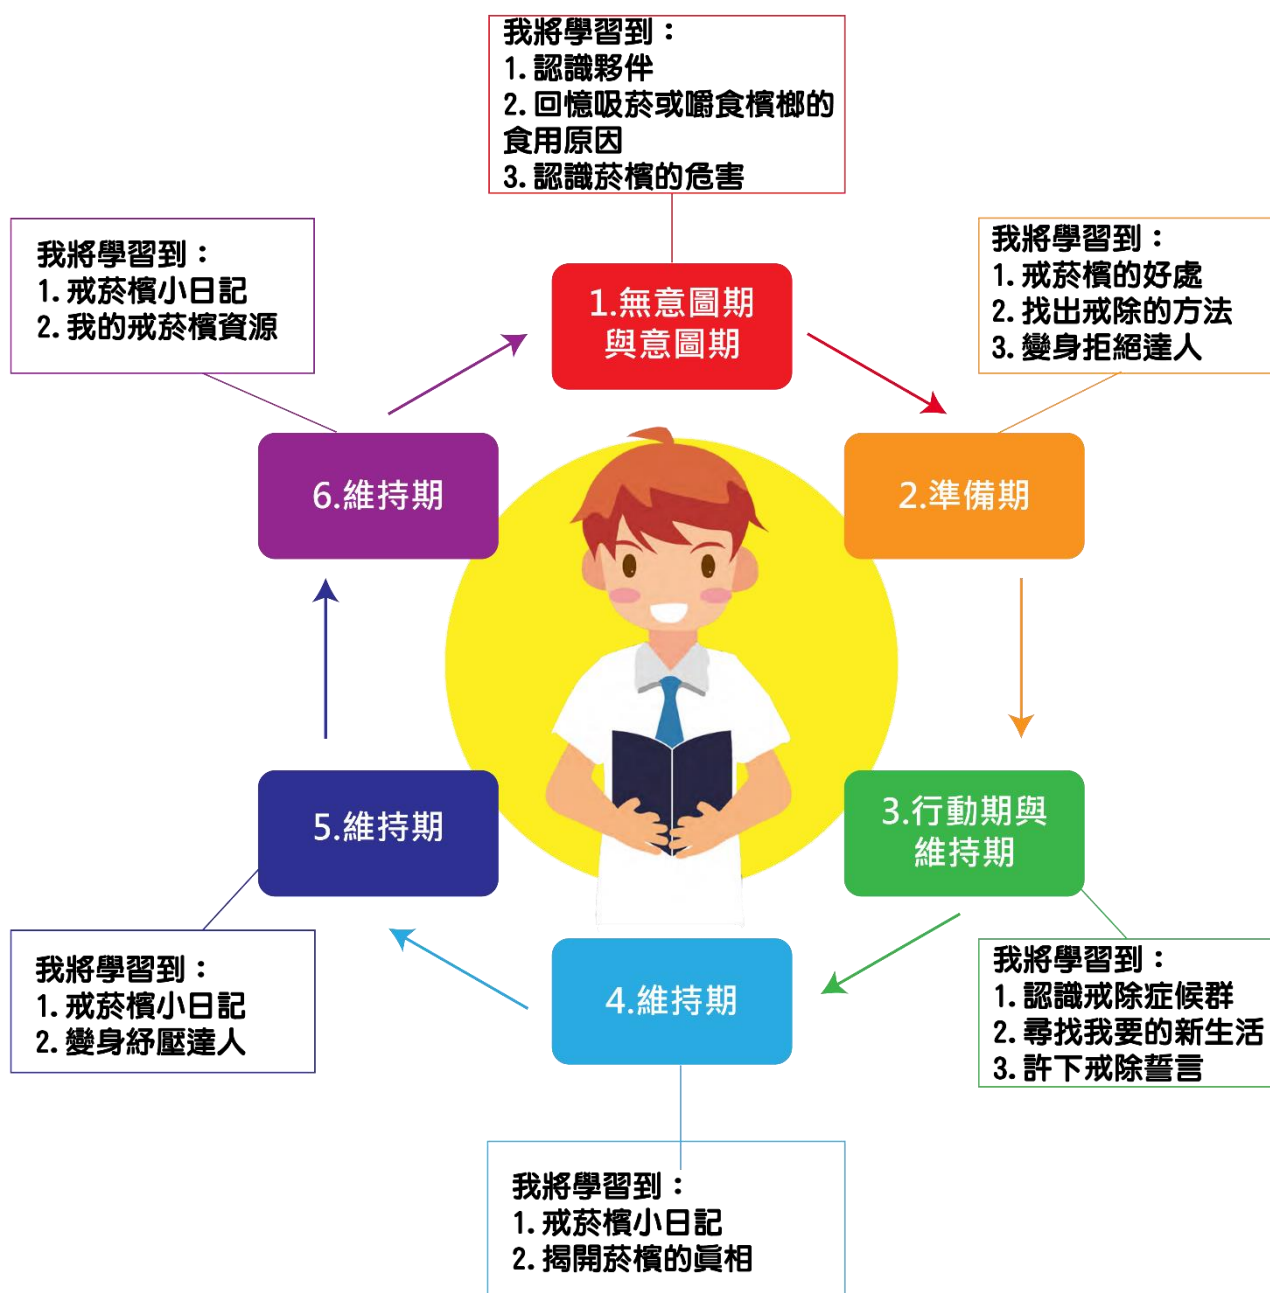 我將學習到：
1. 認識夥伴
2. 回憶吸菸或嚼食檳榔的
食用原因
3. 認識菸檳的危害
1.無意圖期
與意圖期
我將學習到：
1. 戒菸檳的好處
2. 找出戒除的方法
3. 變身拒絕達人
2.準備期
3.行動期與
維持期
我將學習到：
1. 認識戒除症候群
2. 尋找我要的新生活
3. 許下戒除誓言
4.維持期
我將學習到：
1. 戒菸檳小日記
2. 揭開菸檳的真相
5.維持期
我將學習到：
1. 戒菸檳小日記
2. 變身紓壓達人
我將學習到：
1. 戒菸檳小日記
2. 我的戒菸檳資源
6.維持期